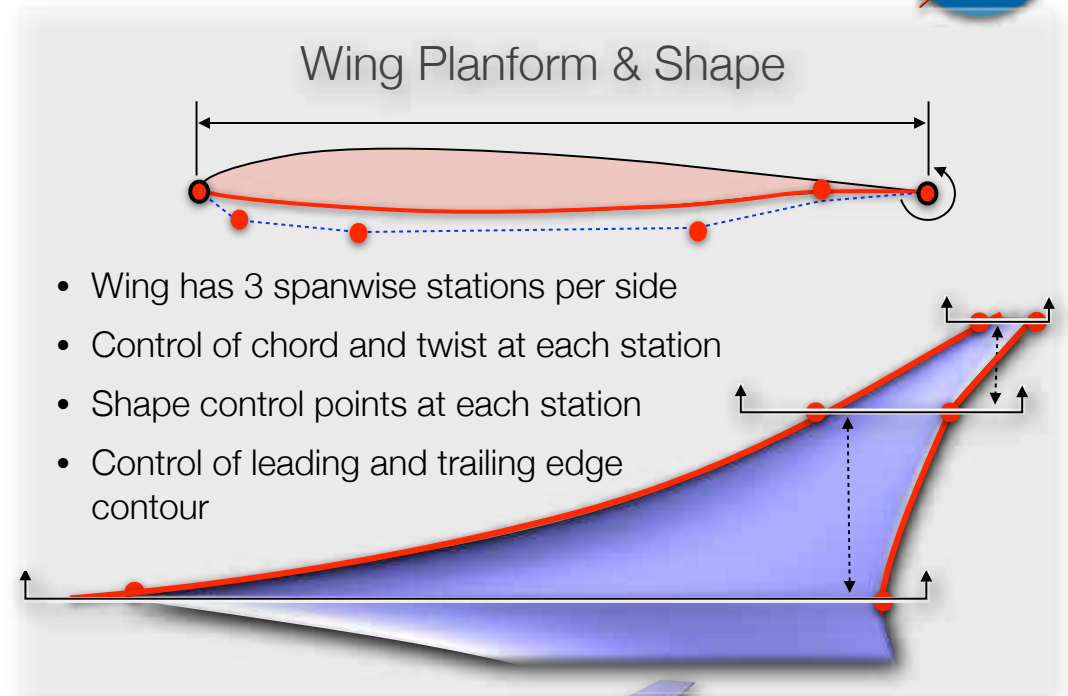 Wing Planform & Shape
• Wing has 3 spanwise stations per side
• Control of chord and twist at each station
• Shape control points at each station
• Control of leading and trailing edge
contour